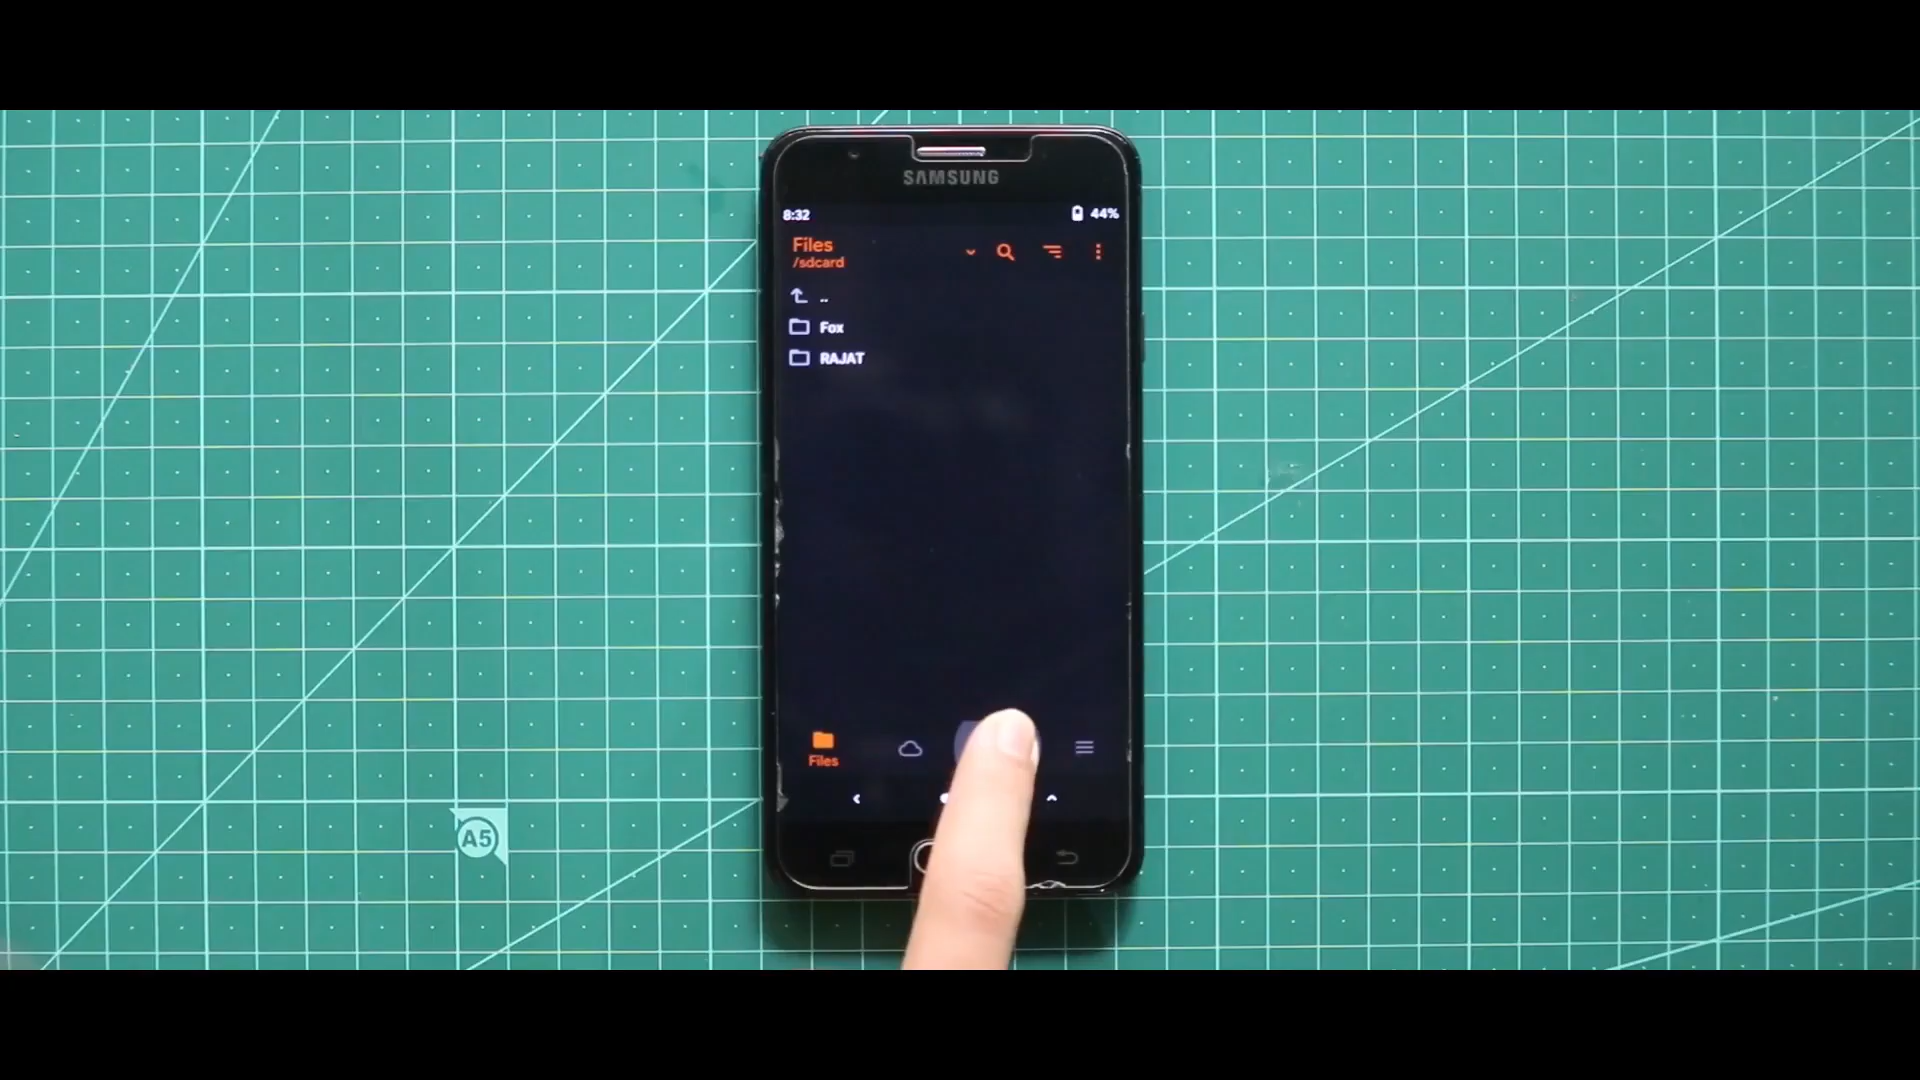 SAMSUNG
8:32
44%
Files
/sdcard
..
Fox
RAJAT
Files
A5